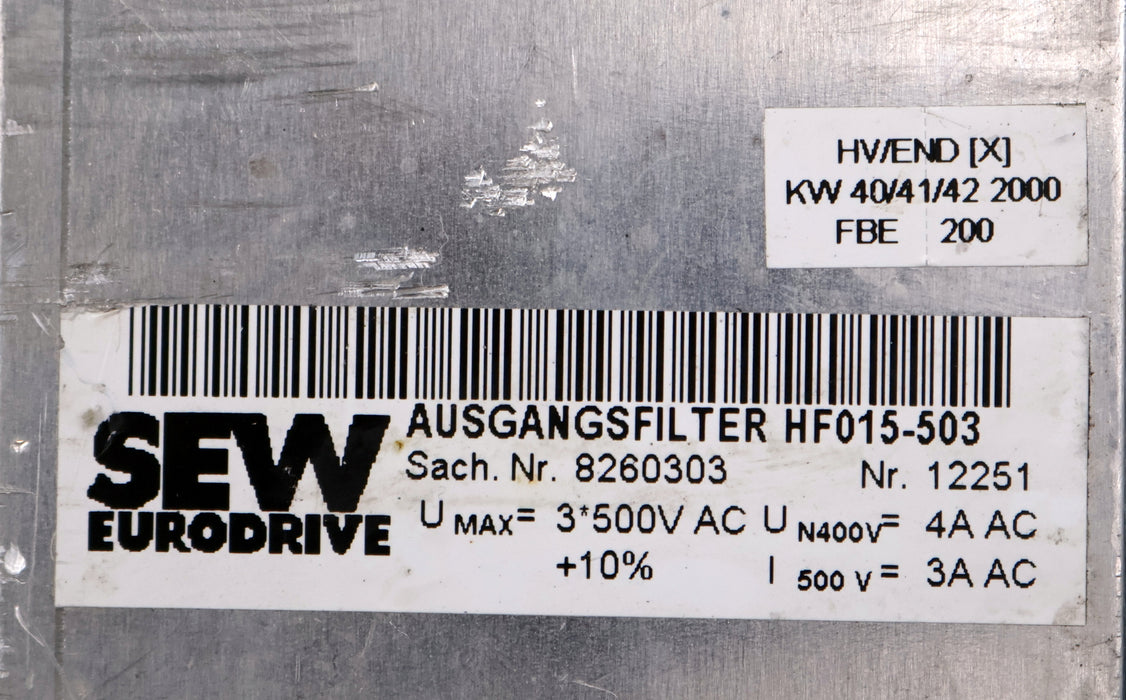 HV/END [X]
KW 40/41/42 2000
FBE 200
SEW
EURODRIVE
AUSGANGSFILTER HF015-503
Sach. Nr. 8260303 Nr. 12251
U MAX= 3*500V AC U N400V= 4A AC
+10% I 500 V= 3A AC